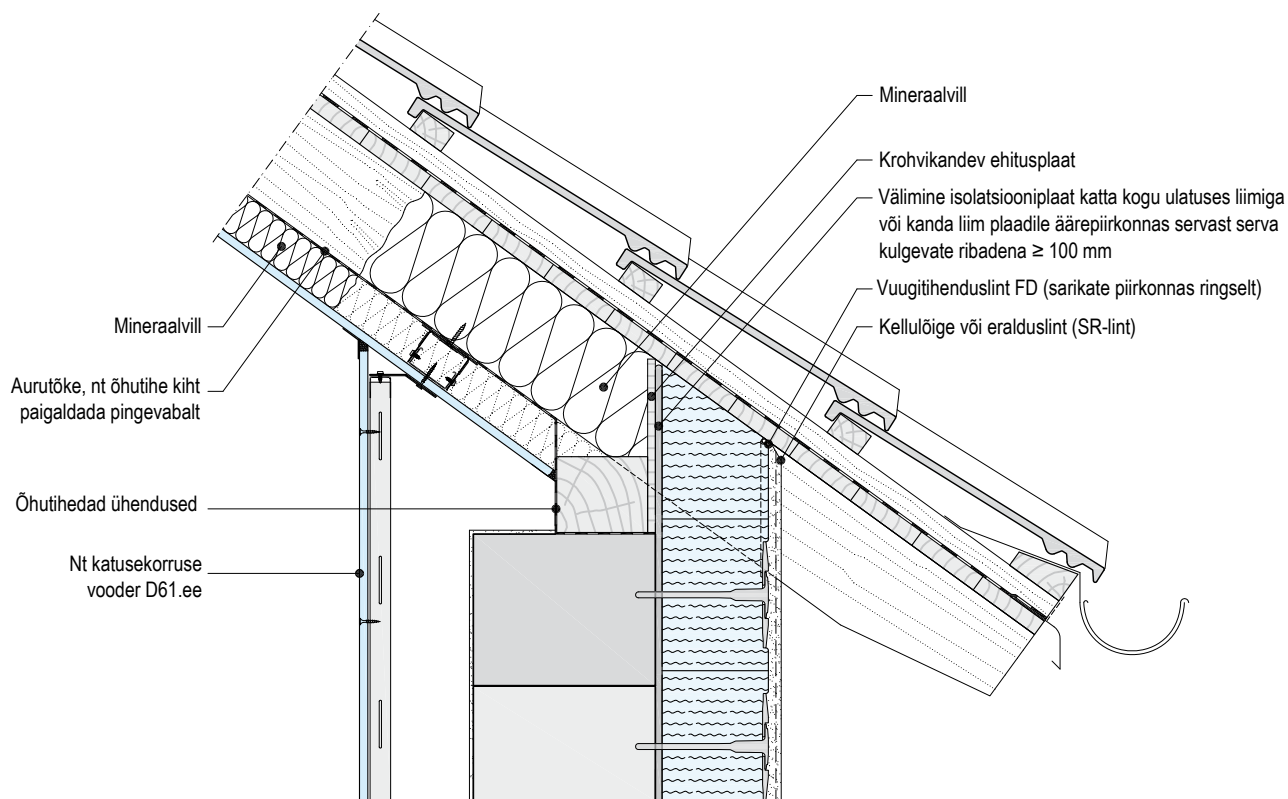 Mineraalvill
Krohvikandev ehitusplaat
Välimine isolatsiooniplaat katta kogu ulatuses liimiga
või kanda liim plaadile äärepiirkonnas servast serva
kulgevate ribadena ≥ 100 mm
Vuugitihenduslint FD (sarikate piirkonnas ringselt)
Kellulõige või eralduslint (SR-lint)
Mineraalvill
Aurutõke, nt õhutihe kiht
paigaldada pingevabalt
Õhutihedad ühendused
Nt katusekorruse
vooder D61.ee